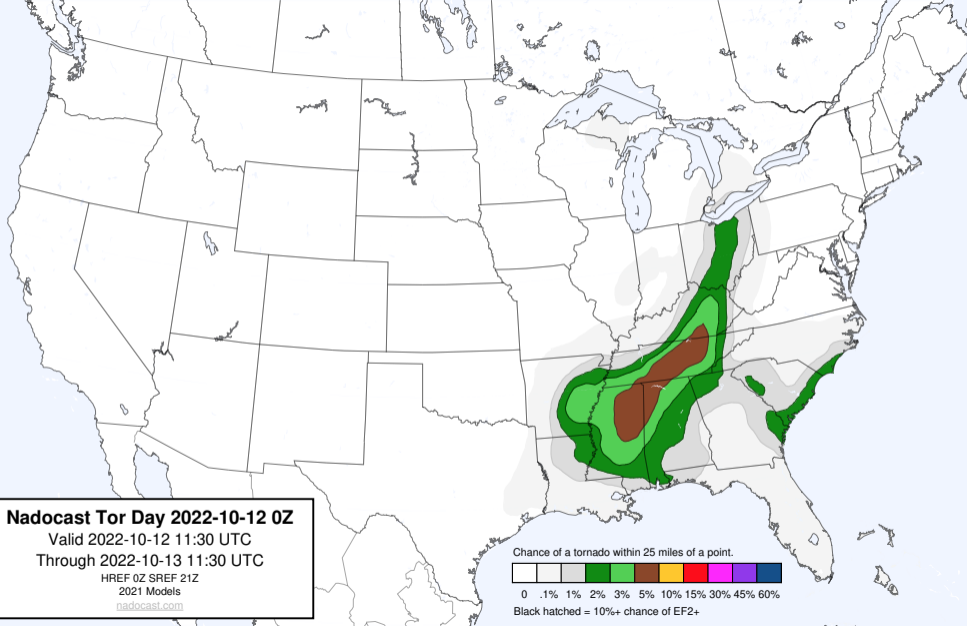 Nadocast Tor Day 2022-10-12 0Z
Valid 2022-10-12 11:30 UTC
Through 2022-10-13 11:30 UTC
HREF 0Z SREF 21Z
2021 Models
nadocast.com
Chance of a tornado within 25 miles of a point.
0 .1% 1% 2% 3% 5% 10% 15% 30% 45% 60%
Black hatched = 10%+ chance of EF2+